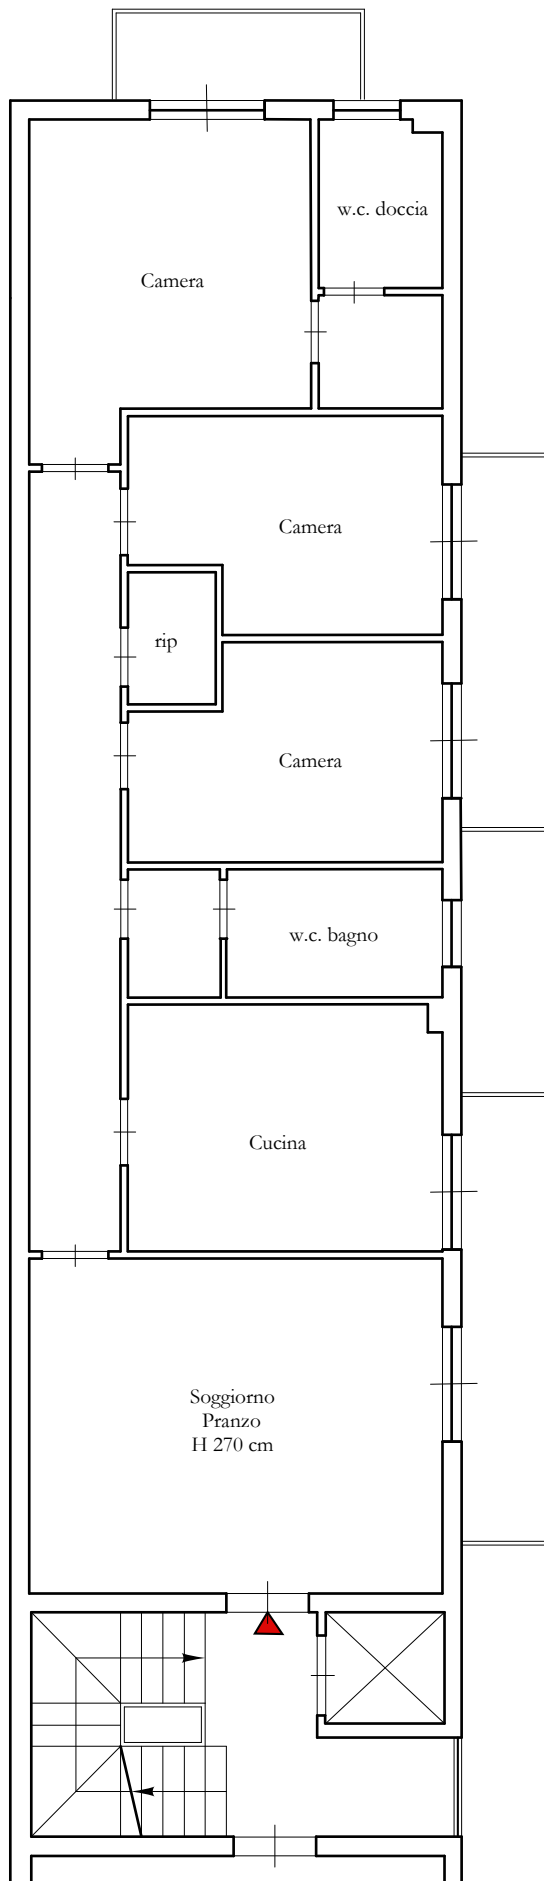 w.c. doccia
Camera
Camera
rip
Camera
w.c. bagno
Cucina
Soggiorno
Pranzo
H 270 cm